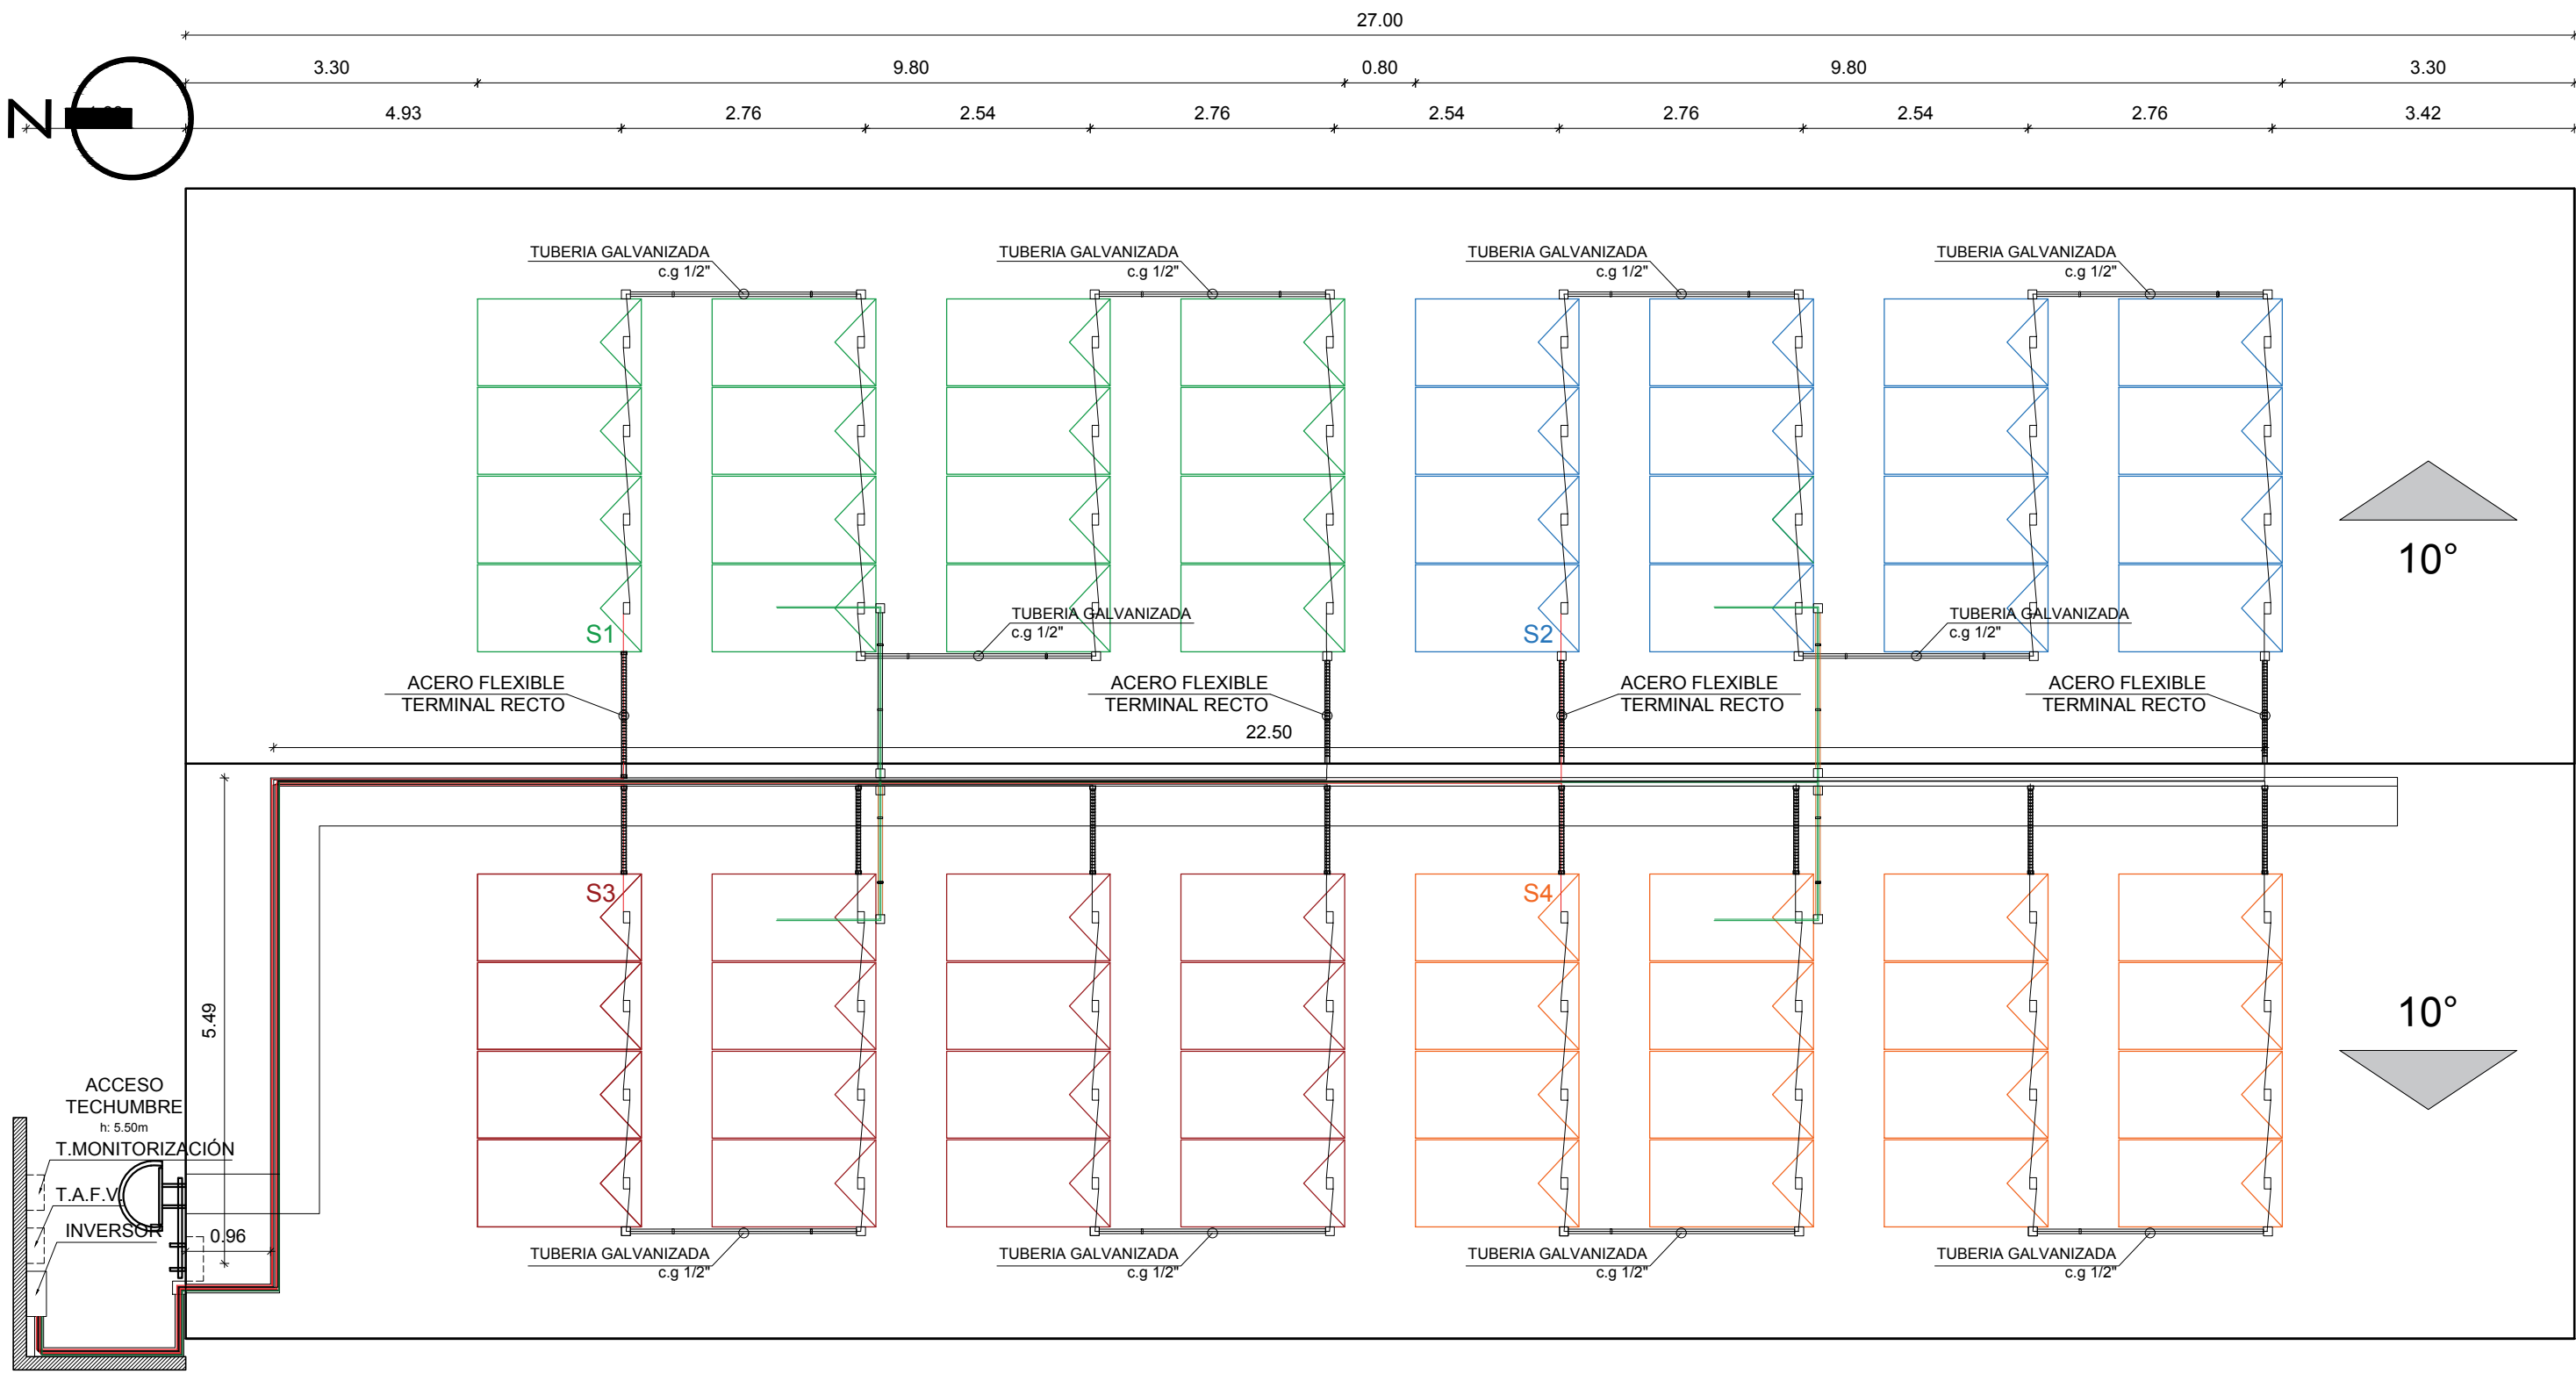 27.00
3.30 9.80 0.80 9.80 3.30
N
4.93 2.76 2.54 2.76 2.54 2.76 2.54 2.76 3.42
TUBERIA GALVANIZADA
c.g 1/2"
TUBERIA GALVANIZADA
c.g 1/2"
TUBERIA GALVANIZADA
c.g 1/2"
TUBERIA GALVANIZADA
c.g 1/2"
10°
S1
TUBERIA GALVANIZADA
c.g 1/2"
S2
TUBERIA GALVANIZADA
c.g 1/2"
ACERO FLEXIBLE
TERMINAL RECTO
ACERO FLEXIBLE
TERMINAL RECTO
ACERO FLEXIBLE
TERMINAL RECTO
ACERO FLEXIBLE
TERMINAL RECTO
22.50
S3
S4
5.49
10°
ACCESO
TECHUMBRE
h: 5.50m
T.MONITORIZACIÓN
T.A.F.V.
INVERSOR
0.96
TUBERIA GALVANIZADA
c.g 1/2"
TUBERIA GALVANIZADA
c.g 1/2"
TUBERIA GALVANIZADA
c.g 1/2"
TUBERIA GALVANIZADA
c.g 1/2"